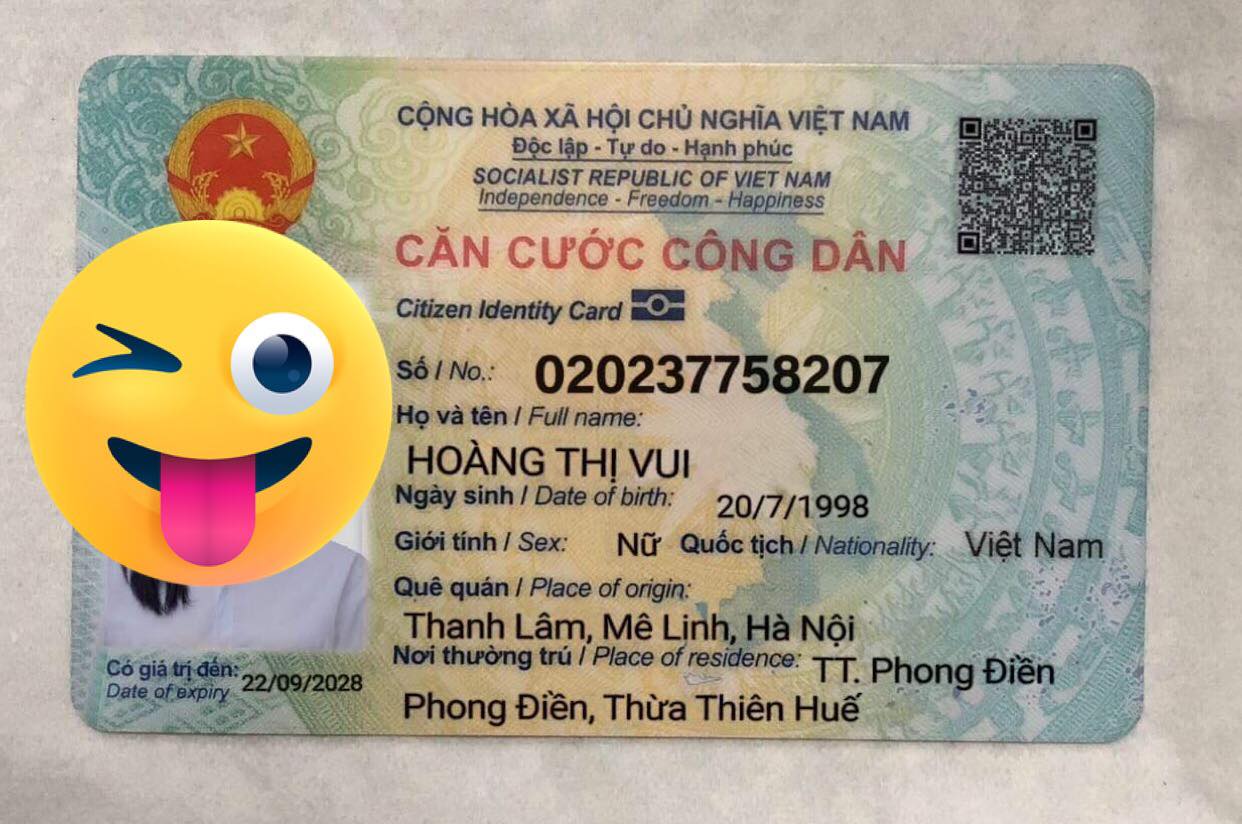 CỘNG HÒA XÃ HỘI CHỦ NGHĨA VIỆT NAM
Độc lập - Tự do - Hạnh phúc
SOCIALIST REPUBLIC OF VIET NAM
Independence - Freedom - Happiness
CĂN CƯỚC CÔNG DÂN
Citizen Identity Card
Số / No.: 020237758207
Họ và tên / Full name:
HOÀNG THỊ VUI
Ngày sinh / Date of birth: 20/7/1998
Giới tính / Sex: Nữ Quốc tịch / Nationality: Việt Nam
Quê quán / Place of origin:
Thanh Lâm, Mê Linh, Hà Nội
Nơi thường trú / Place of residence: TT. Phong Điền
Phong Điền, Thừa Thiên Huế
Có giá trị đến: 22/09/2028
Date of expiry